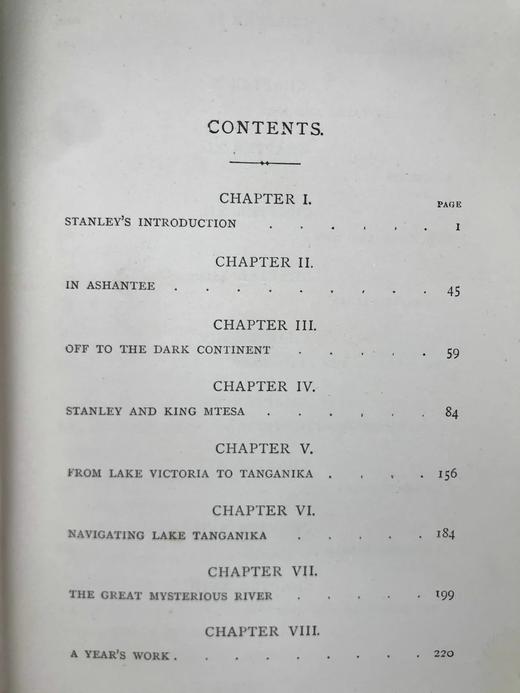 CONTENTS.
CHAPTER I.
PAGE
STANLEY'S INTRODUCTION . . . . . . 1
CHAPTER II.
IN ASHANTEE . . . . . . . . . 45
CHAPTER III.
OFF TO THE DARK CONTINENT . . . . . 59
CHAPTER IV.
STANLEY AND KING MTESA . . . . . 84
CHAPTER V.
FROM LAKE VICTORIA TO TANGANIKA . . . . 156
CHAPTER VI.
NAVIGATING LAKE TANGANIKA . . . . . 184
CHAPTER VII.
THE GREAT MYSTERIOUS RIVER . . . . . 199
CHAPTER VIII.
A YEAR'S WORK . . . . . . . . . 220